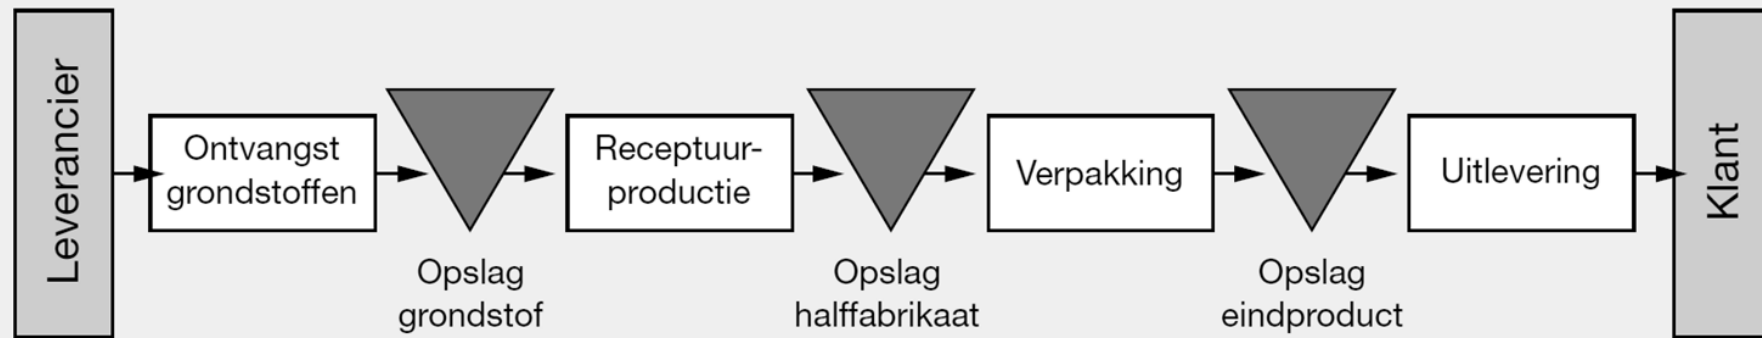 Leverancier
Ontvangst
grondstoffen
Opslag
grondstof
Receptuur-
productie
Opslag
halffabrikaat
Verpakking
Opslag
eindproduct
Uitlevering
Klant